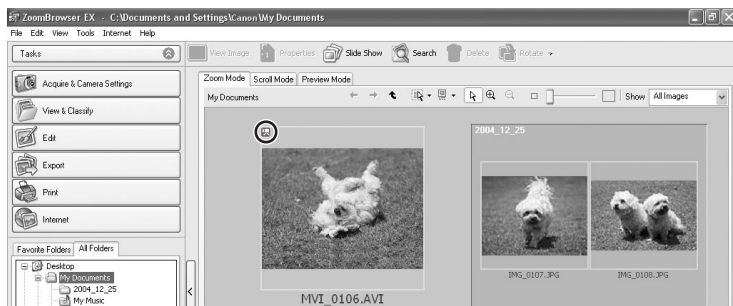 ZoomBrowser EX - C:\Documents and Settings\Canon\My Documents
File Edit View Tools Internet Help
Tasks
View Image Properties Slide Show Search Delete Rotate
Acquire & Camera Settings
View & Classify
Edit
Export
Print
Internet
Zoom Mode Scroll Mode Preview Mode
My Documents
Show All Images
2004_12_25
MVI_0106.AVI
IMG_0107.JPG
IMG_0108.JPG
Favorite Folders All Folders
Desktop
My Documents
2004_12_25
My Music